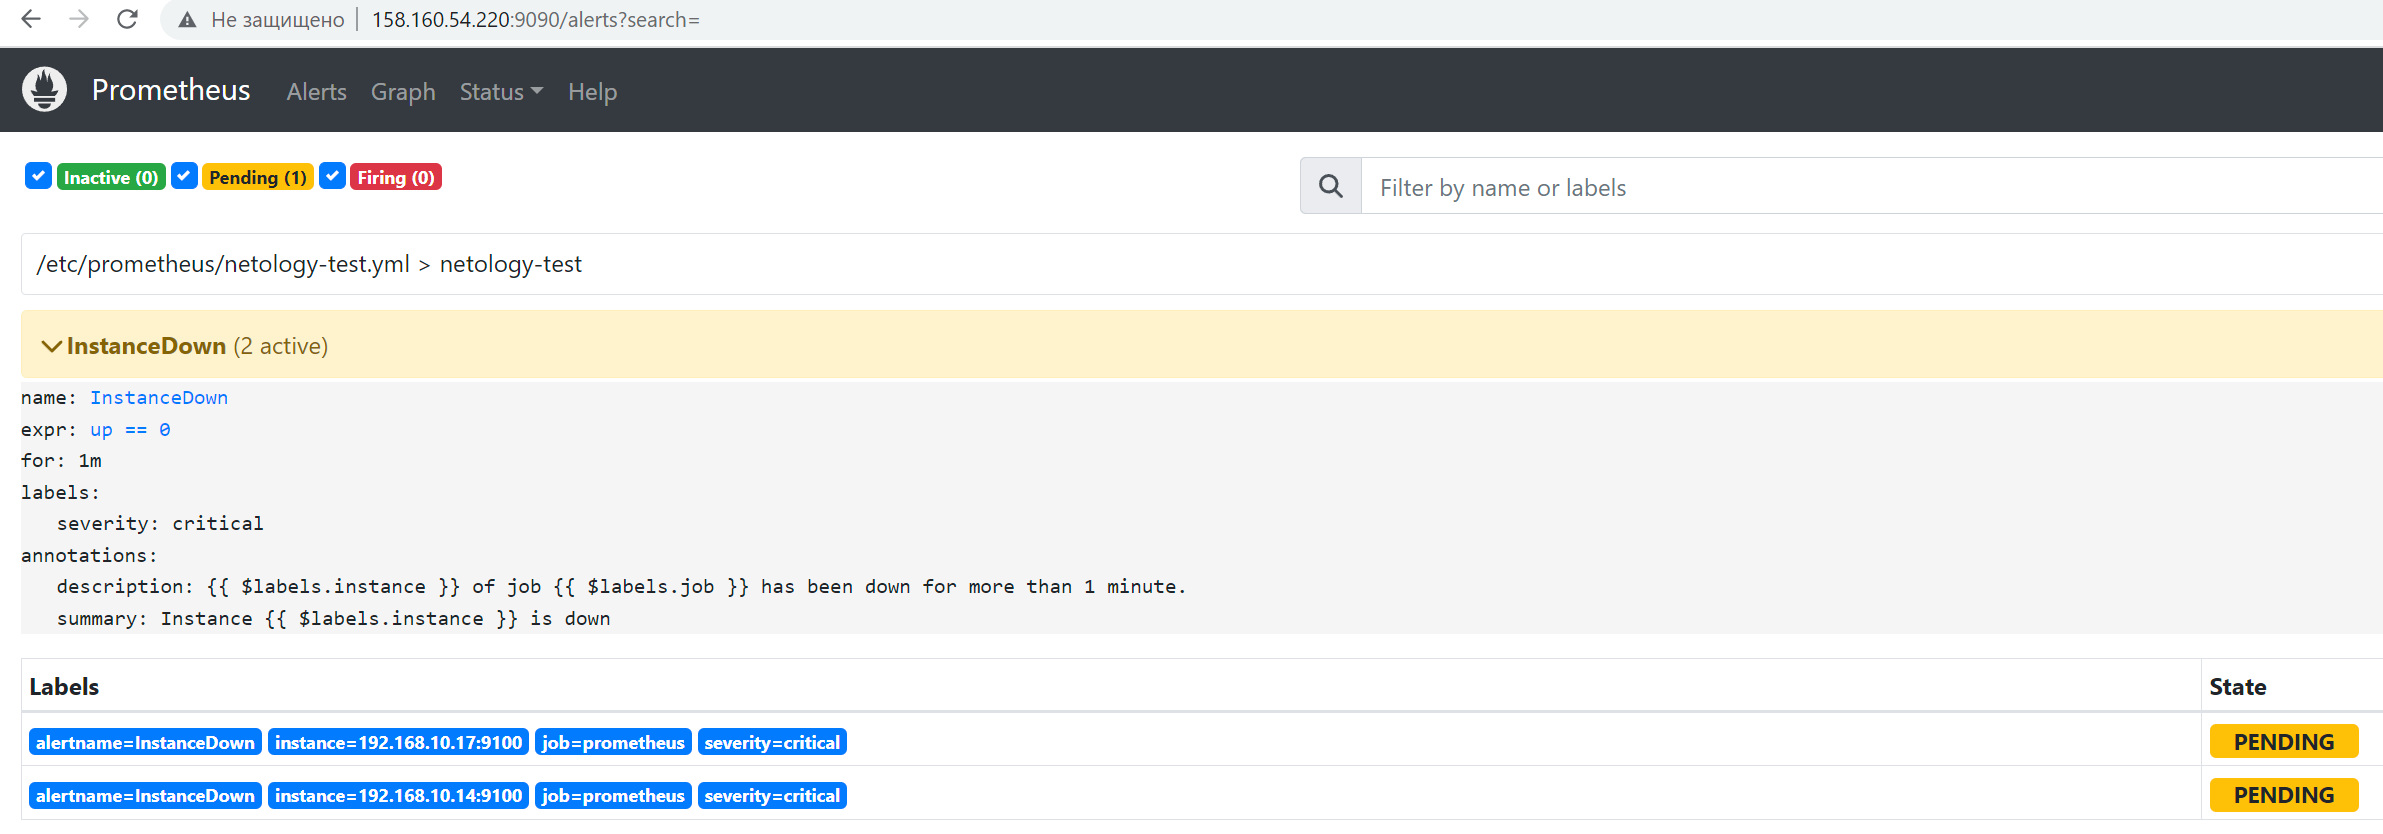 Не защищено | 158.160.54.220:9090/alerts?search=
Prometheus Alerts Graph Status Help
Inactive (0) Pending (1) Firing (0) Filter by name or labels
/etc/prometheus/netology-test.yml > netology-test
InstanceDown (2 active)
name: InstanceDown
expr: up == 0
for: 1m
labels:
severity: critical
annotations:
description: {{ $labels.instance }} of job {{ $labels.job }} has been down for more than 1 minute.
summary: Instance {{ $labels.instance }} is down
Labels State
alertname=InstanceDown instance=192.168.10.17:9100 job=prometheus severity=critical PENDING
alertname=InstanceDown instance=192.168.10.14:9100 job=prometheus severity=critical PENDING